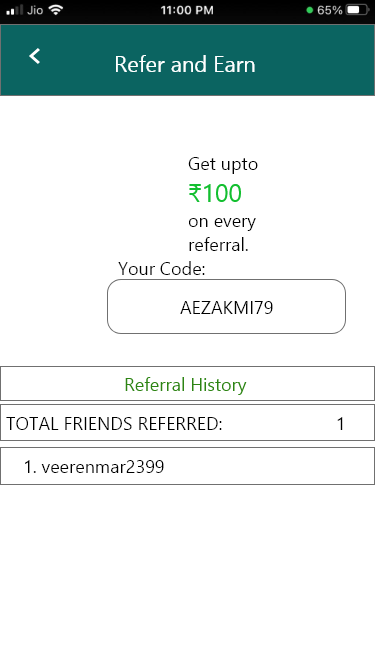 Jio 11:00 PM 65%
Refer and Earn
Get upto
₹100
on every
referral.
Your Code:
AEZAKMI79
Referral History
TOTAL FRIENDS REFERRED: 1
1. veerenmar2399